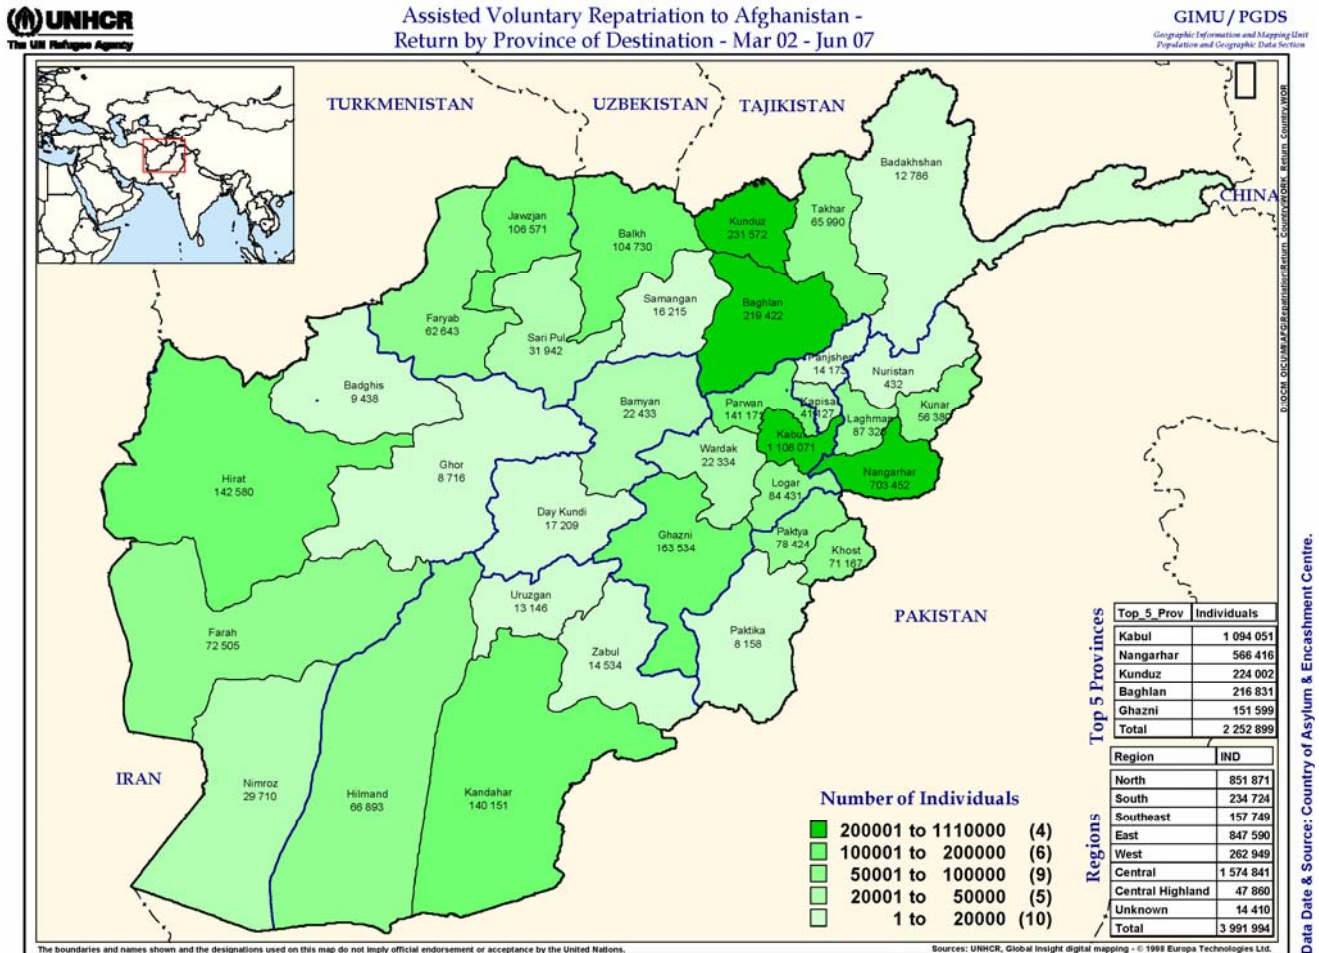 UNHCR
The UN Refugee Agency
Assisted Voluntary Repatriation to Afghanistan -
Return by Province of Destination - Mar 02 - Jun 07
GIMU / PGDS
Geographic Information and Mapping Unit
Population and Geographic Data Section
TURKMENISTAN
UZBEKISTAN
TAJIKISTAN
CHINA
PAKISTAN
IRAN
Badakhshan
12 786
Jawzjan
106 571
Balkh
104 730
Kunduz
231 572
Takhar
65 990
Faryab
62 643
Sari Pul
31 942
Samangan
16 215
Baghlan
219 422
Panjsher
14 173
Nuristan
432
Badghis
9 438
Bamyan
22 433
Parwan
141 171
Kapisa
41 127
Laghman
87 328
Kunar
56 380
Kabul
1 108 071
Nangarhar
703 452
Hirat
142 580
Ghor
8 716
Wardak
22 334
Logar
84 431
Day Kundi
17 209
Ghazni
163 534
Paktya
78 424
Khost
71 167
Uruzgan
13 146
Farah
72 505
Zabul
14 534
Paktika
8 158
Nimroz
29 710
Hilmand
66 893
Kandahar
140 151
Number of Individuals
200001 to 1110000 (4)
100001 to 200000 (6)
50001 to 100000 (9)
20001 to 50000 (5)
1 to 20000 (10)
Top 5 Provinces
Top_5_Prov Individuals
Kabul 1 094 051
Nangarhar 566 416
Kunduz 224 002
Baghlan 216 831
Ghazni 151 599
Total 2 252 899
Regions
Region IND
North 851 871
South 234 724
Southeast 157 749
East 847 590
West 262 949
Central 1 574 841
Central Highland 47 860
Unknown 14 410
Total 3 991 994
Data Date & Source: Country of Asylum & Encashment Centre.
The boundaries and names shown and the designations used on this map do not imply official endorsement or acceptance by the United Nations.
Sources: UNHCR, Global Insight digital mapping - © 1998 Europa Technologies Ltd.